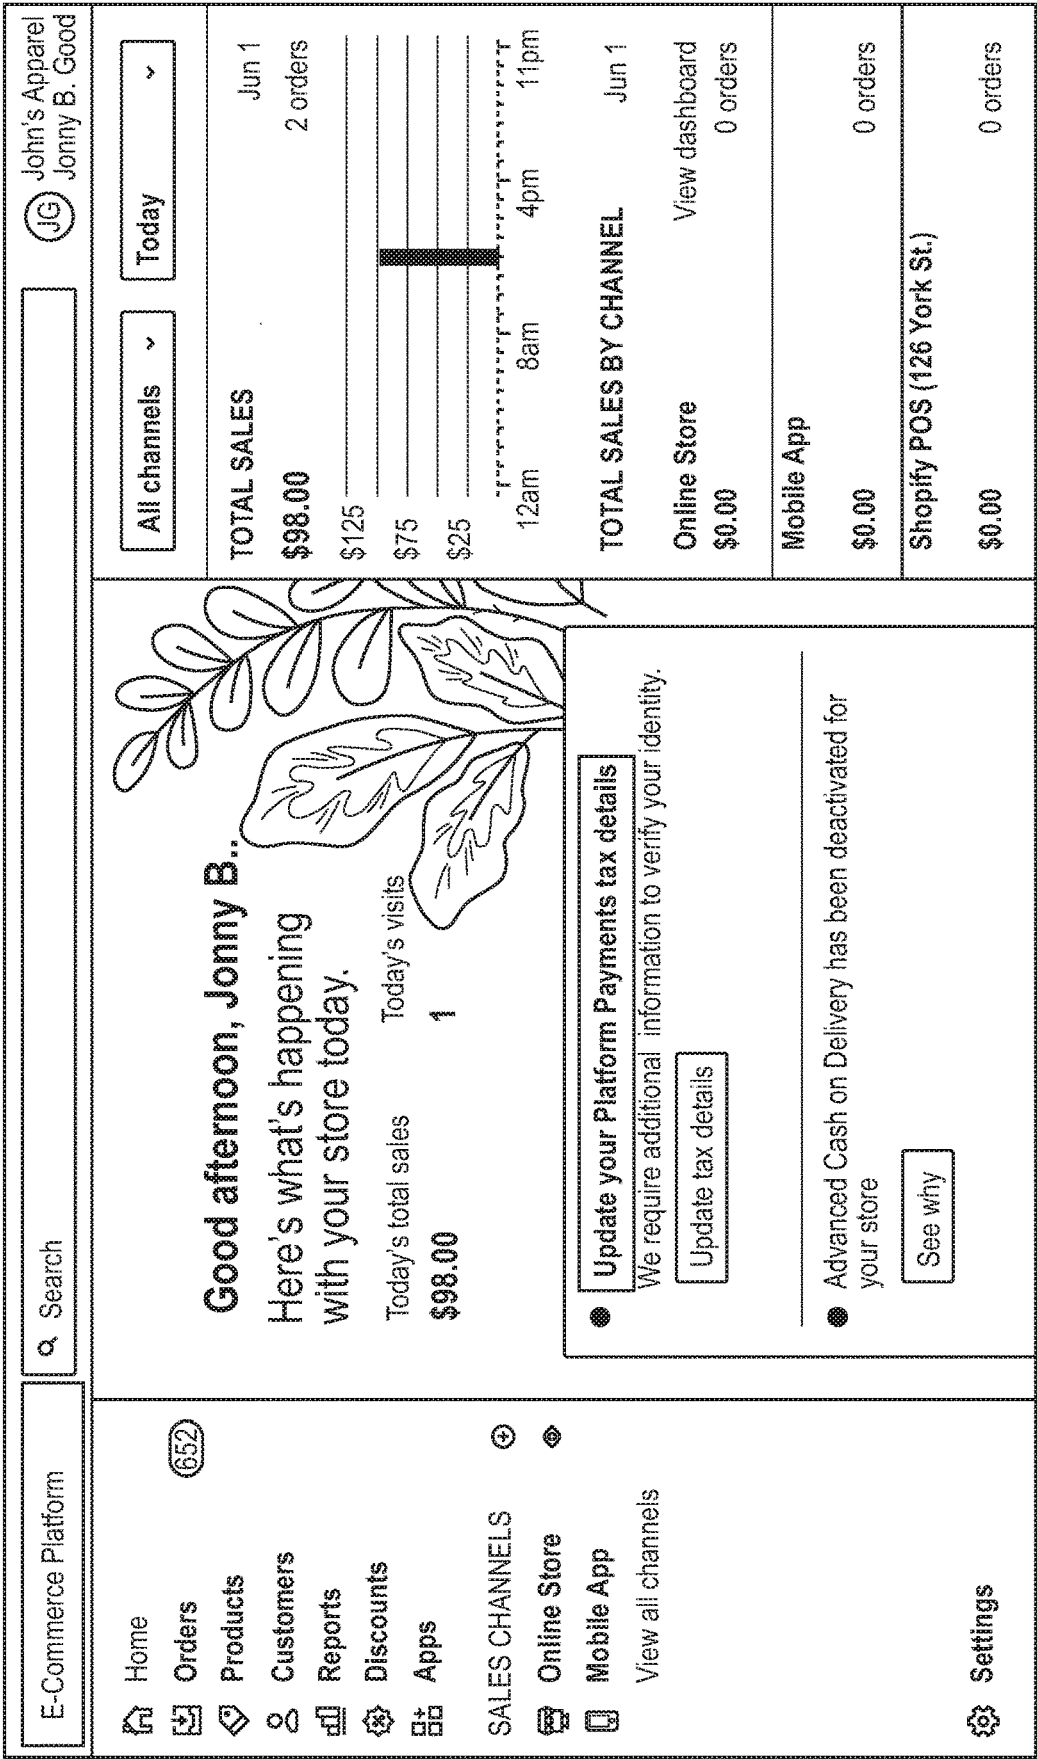 E-Commerce Platform
Search
JG
John's Apparel
Jonny B. Good
Home
Orders
652
Products
Customers
Reports
Discounts
Apps
SALES CHANNELS
Online Store
Mobile App
View all channels
Settings
Good afternoon, Jonny B..
Here's what's happening
with your store today.
Today's total sales
Today's visits
$98.00
1
Update your Platform Payments tax details
We require additional information to verify your identity.
Update tax details
Advanced Cash on Delivery has been deactivated for
your store
See why
All channels
Today
TOTAL SALES
Jun 1
$98.00
2 orders
$125
$75
$25
12am 8am 4pm 11pm
TOTAL SALES BY CHANNEL
Jun 1
Online Store
View dashboard
$0.00
0 orders
Mobile App
$0.00
0 orders
Shopify POS (126 York St.)
$0.00
0 orders